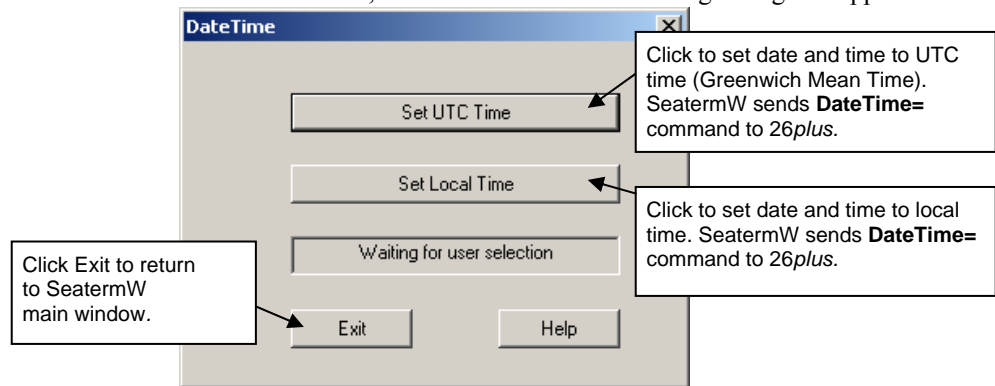 DateTime
Click to set date and time to UTC
time (Greenwich Mean Time).
SeatermW sends DateTime=
command to 26plus.
Set UTC Time
Set Local Time
Click to set date and time to local
time. SeatermW sends DateTime=
command to 26plus.
Waiting for user selection
Click Exit to return
to SeatermW
main window.
Exit
Help